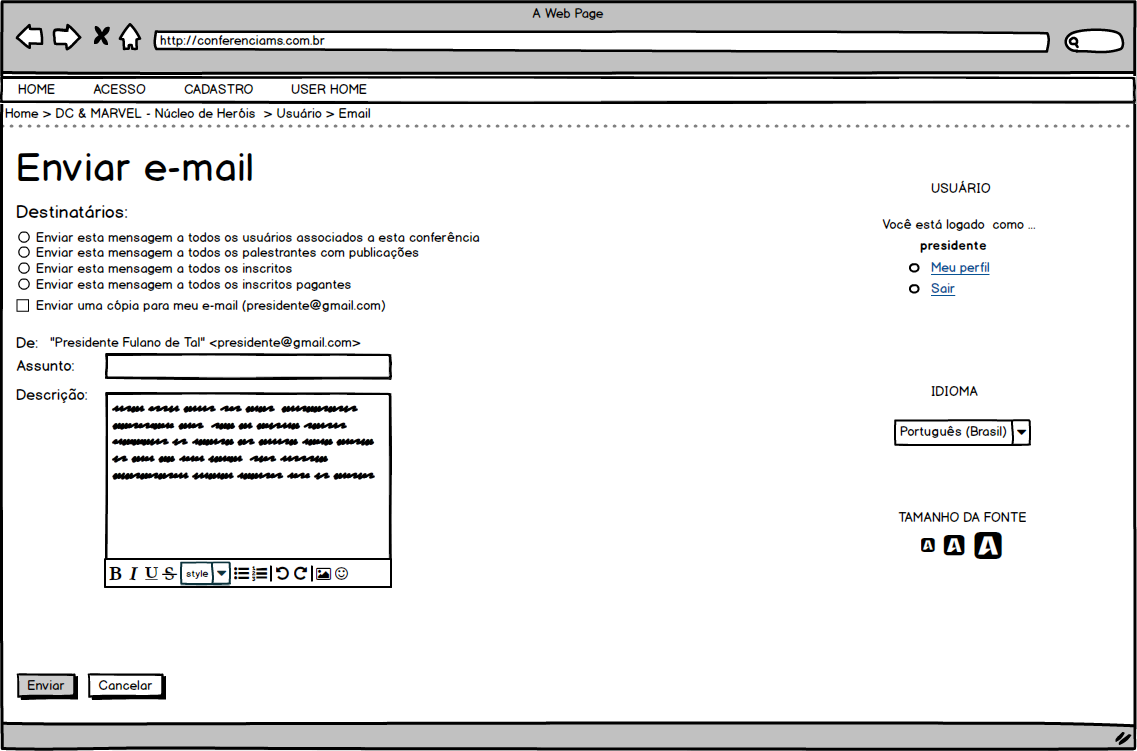 A Web Page
http://conferenciams.com.br
HOME ACESSO CADASTRO USER HOME
Home > DC & MARVEL - Núcleo de Heróis > Usuário > Email
Enviar e-mail
Destinatários:
Enviar esta mensagem a todos os usuários associados a esta conferência
Enviar esta mensagem a todos os palestrantes com publicações
Enviar esta mensagem a todos os inscritos
Enviar esta mensagem a todos os inscritos pagantes
Enviar uma cópia para meu e-mail (presidente@gmail.com)
De: "Presidente Fulano de Tal" <presidente@gmail.com>
Assunto:
Descrição:
B I U S style
Enviar Cancelar
USUÁRIO
Você está logado como ...
presidente
Meu perfil
Sair
IDIOMA
Português (Brasil)
TAMANHO DA FONTE
A A A